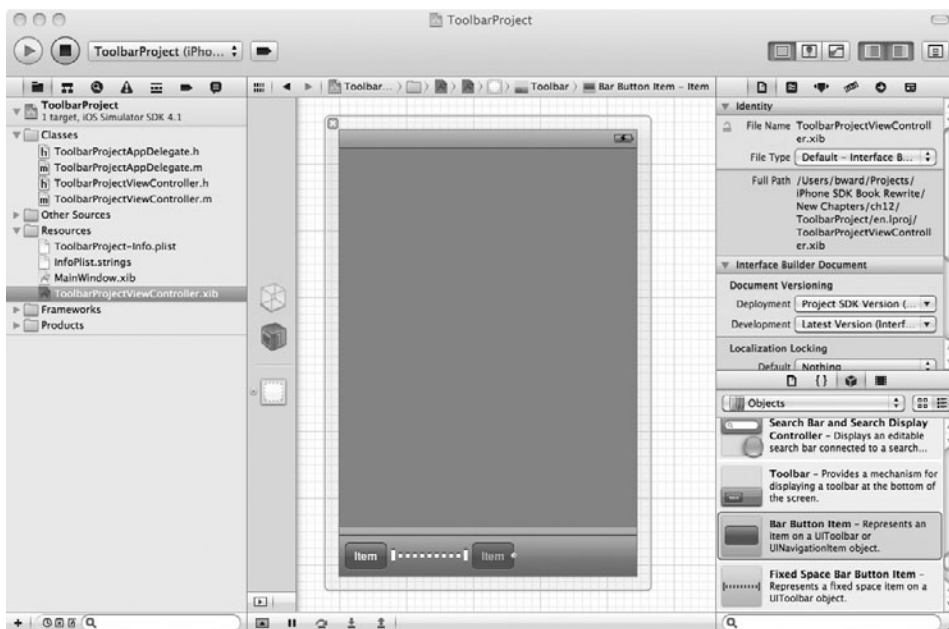 ToolbarProject
ToolbarProject (iPho...
ToolbarProject
1 target, iOS Simulator SDK 4.1
Classes
h ToolbarProjectAppDelegate.h
m ToolbarProjectAppDelegate.m
h ToolbarProjectViewController.h
m ToolbarProjectViewController.m
Other Sources
Resources
ToolbarProject-Info.plist
InfoPlist.strings
MainWindow.xib
ToolbarProjectViewController.xib
Frameworks
Products
Toolbar... Toolbar Bar Button Item - Item
Item Item
Identity
File Name ToolbarProjectViewControll
er.xib
File Type Default - Interface B...
Full Path /Users/bward/Projects/
iPhone SDK Book Rewrite/
New Chapters/ch12/
ToolbarProject/en.lproj/
ToolbarProjectViewControll
er.xib
Interface Builder Document
Document Versioning
Deployment Project SDK Version (...
Development Latest Version (Interf...
Localization Locking
Default Nothing
{ }
Objects
Search Bar and Search Display
Controller - Displays an editable
search bar connected to a search...
Toolbar - Provides a mechanism for
displaying a toolbar at the bottom of
the screen.
Bar Button Item - Represents an
item on a UIToolbar or
UINavigationItem object.
Fixed Space Bar Button Item -
Represents a fixed space item on a
UIToolbar object.